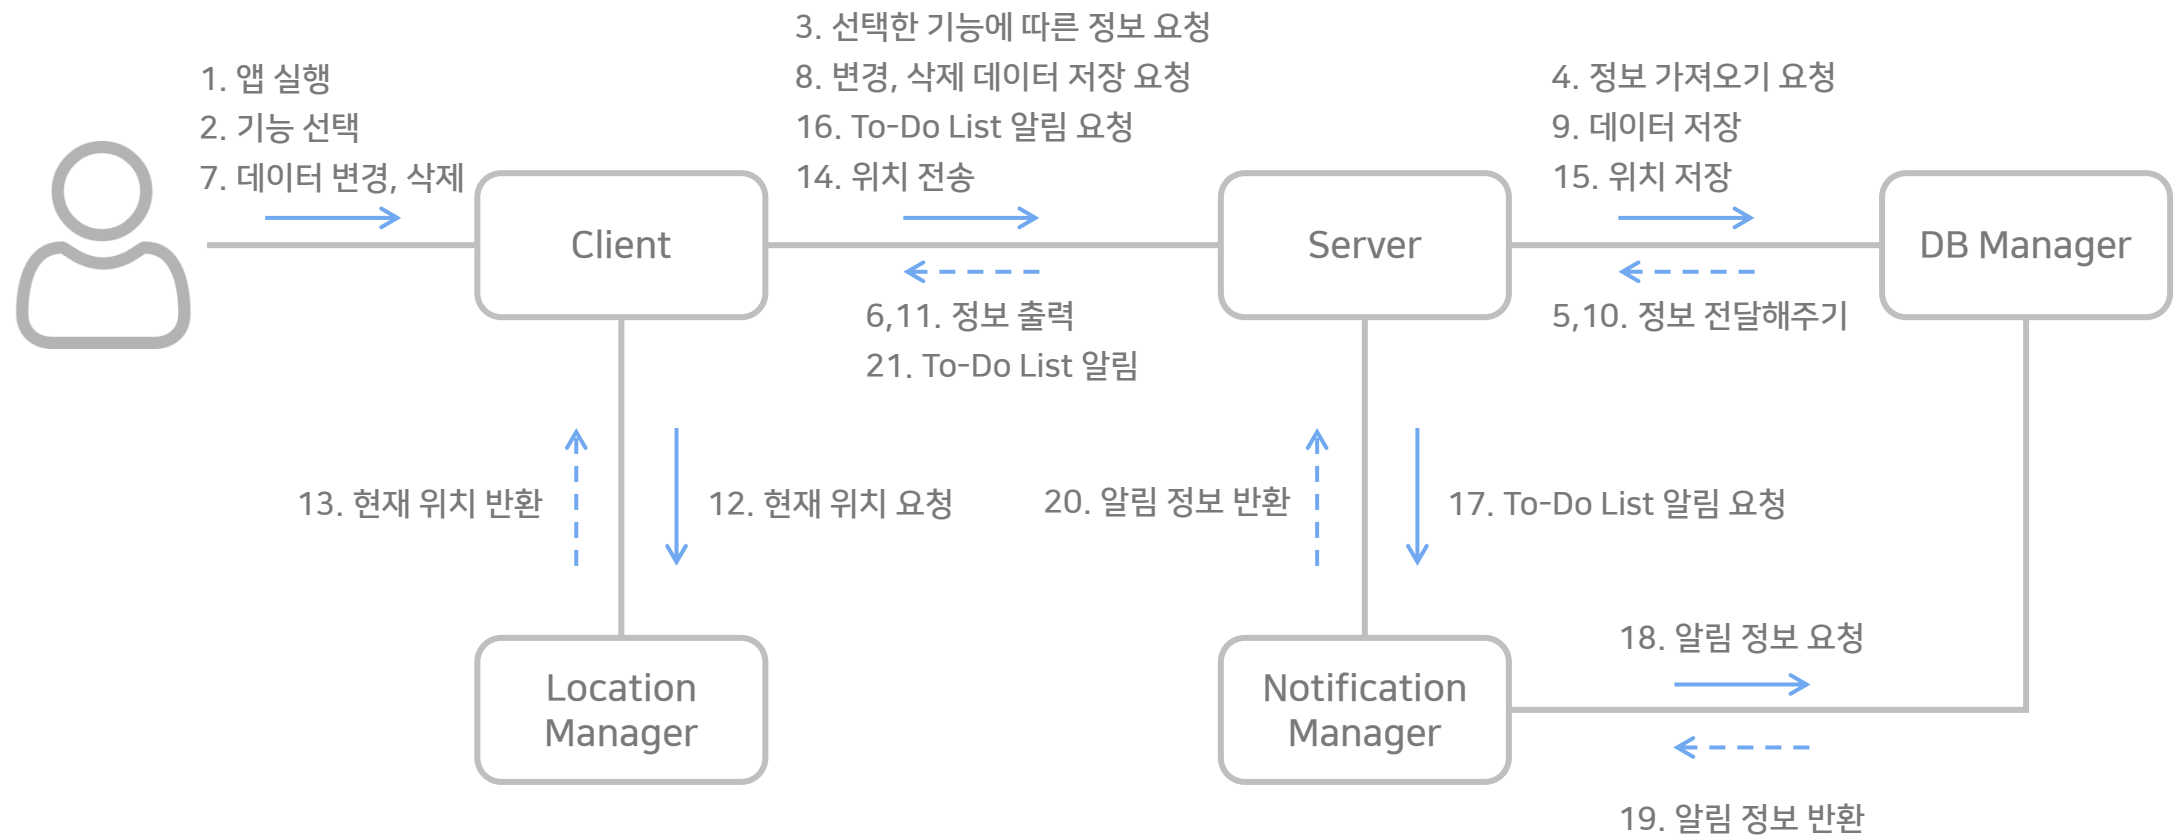 1. 앱 실행
2. 기능 선택
7. 데이터 변경, 삭제
3. 선택한 기능에 따른 정보 요청
8. 변경, 삭제 데이터 저장 요청
16. To-Do List 알림 요청
14. 위치 전송
4. 정보 가져오기 요청
9. 데이터 저장
15. 위치 저장
Client
Server
DB Manager
6,11. 정보 출력
21. To-Do List 알림
5,10. 정보 전달해주기
13. 현재 위치 반환
12. 현재 위치 요청
20. 알림 정보 반환
17. To-Do List 알림 요청
Location
Manager
Notification
Manager
18. 알림 정보 요청
19. 알림 정보 반환